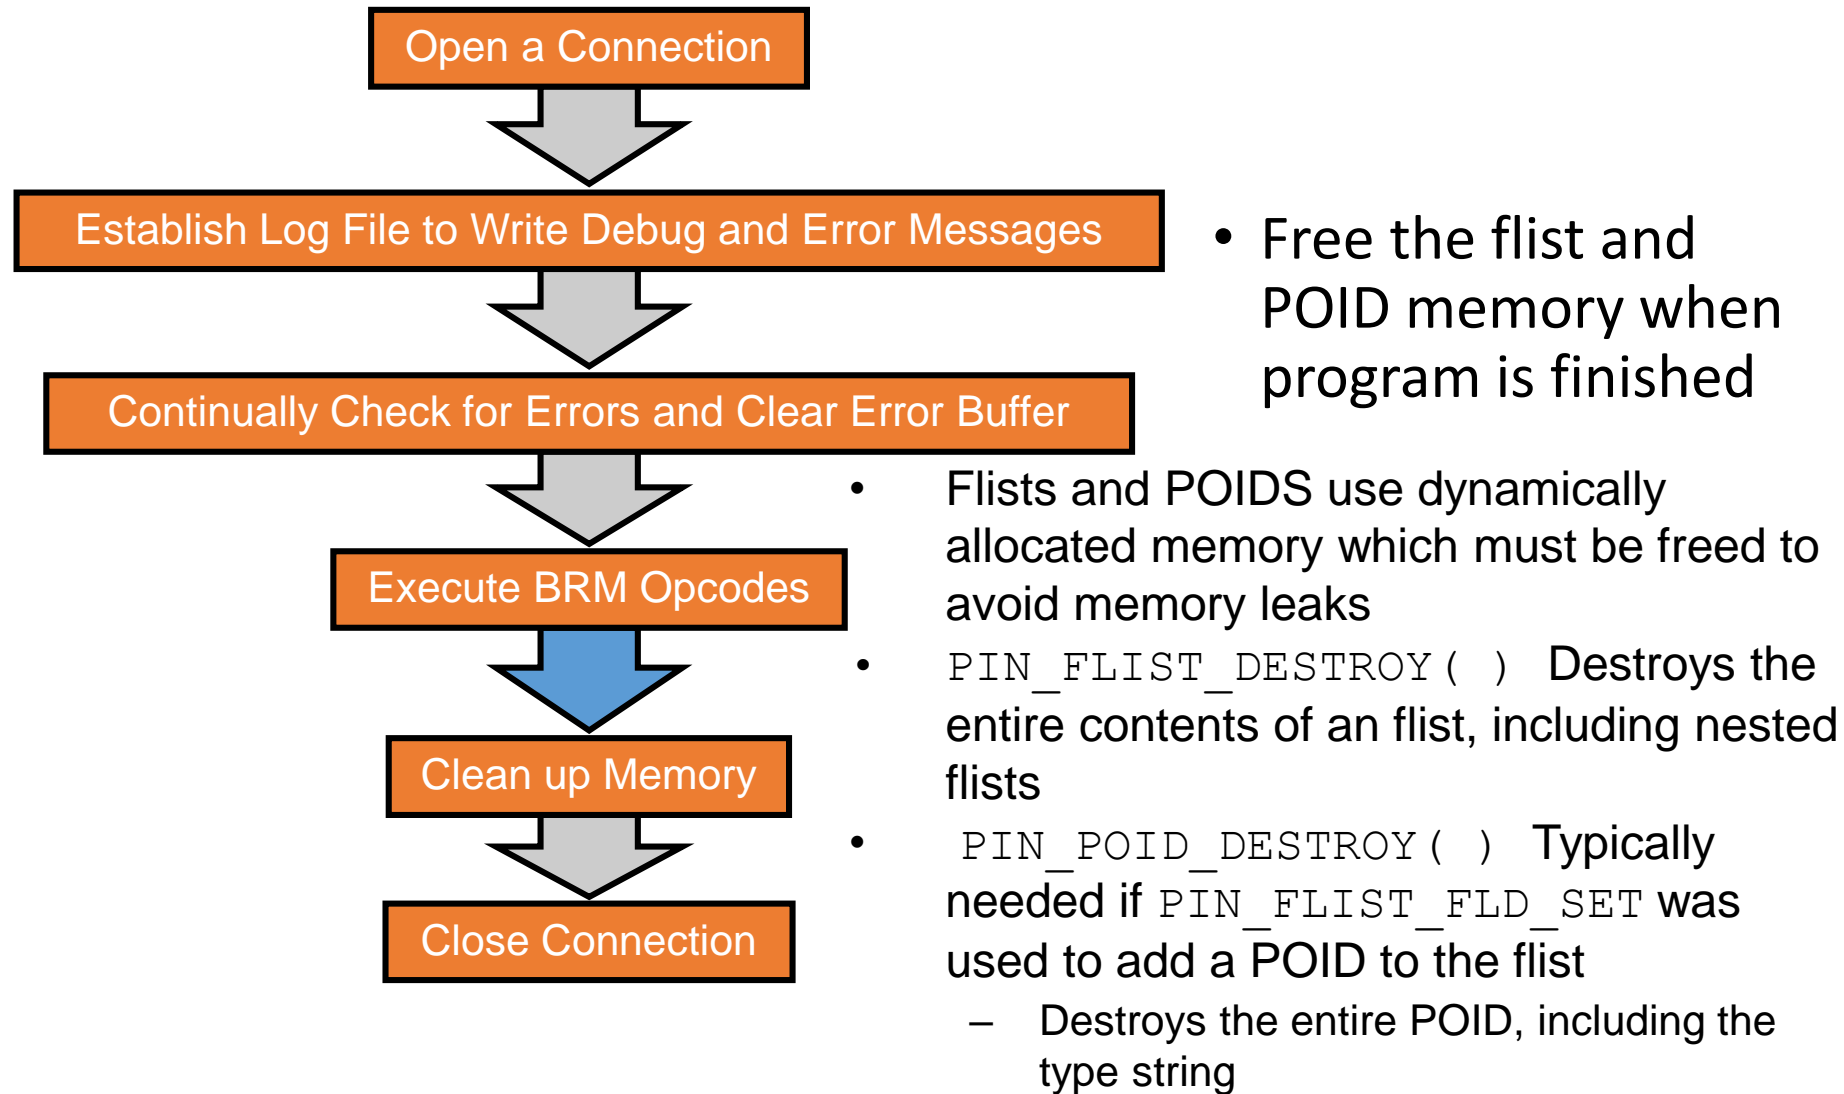 Open a Connection
Establish Log File to Write Debug and Error Messages
Continually Check for Errors and Clear Error Buffer
Execute BRM Opcodes
Clean up Memory
Close Connection
• Free the flist and
POID memory when
program is finished
• Flists and POIDS use dynamically
allocated memory which must be freed to
avoid memory leaks
• PIN_FLIST_DESTROY( ) Destroys the
entire contents of an flist, including nested
flists
• PIN_POID_DESTROY( ) Typically
needed if PIN_FLIST_FLD_SET was
used to add a POID to the flist
– Destroys the entire POID, including the
type string